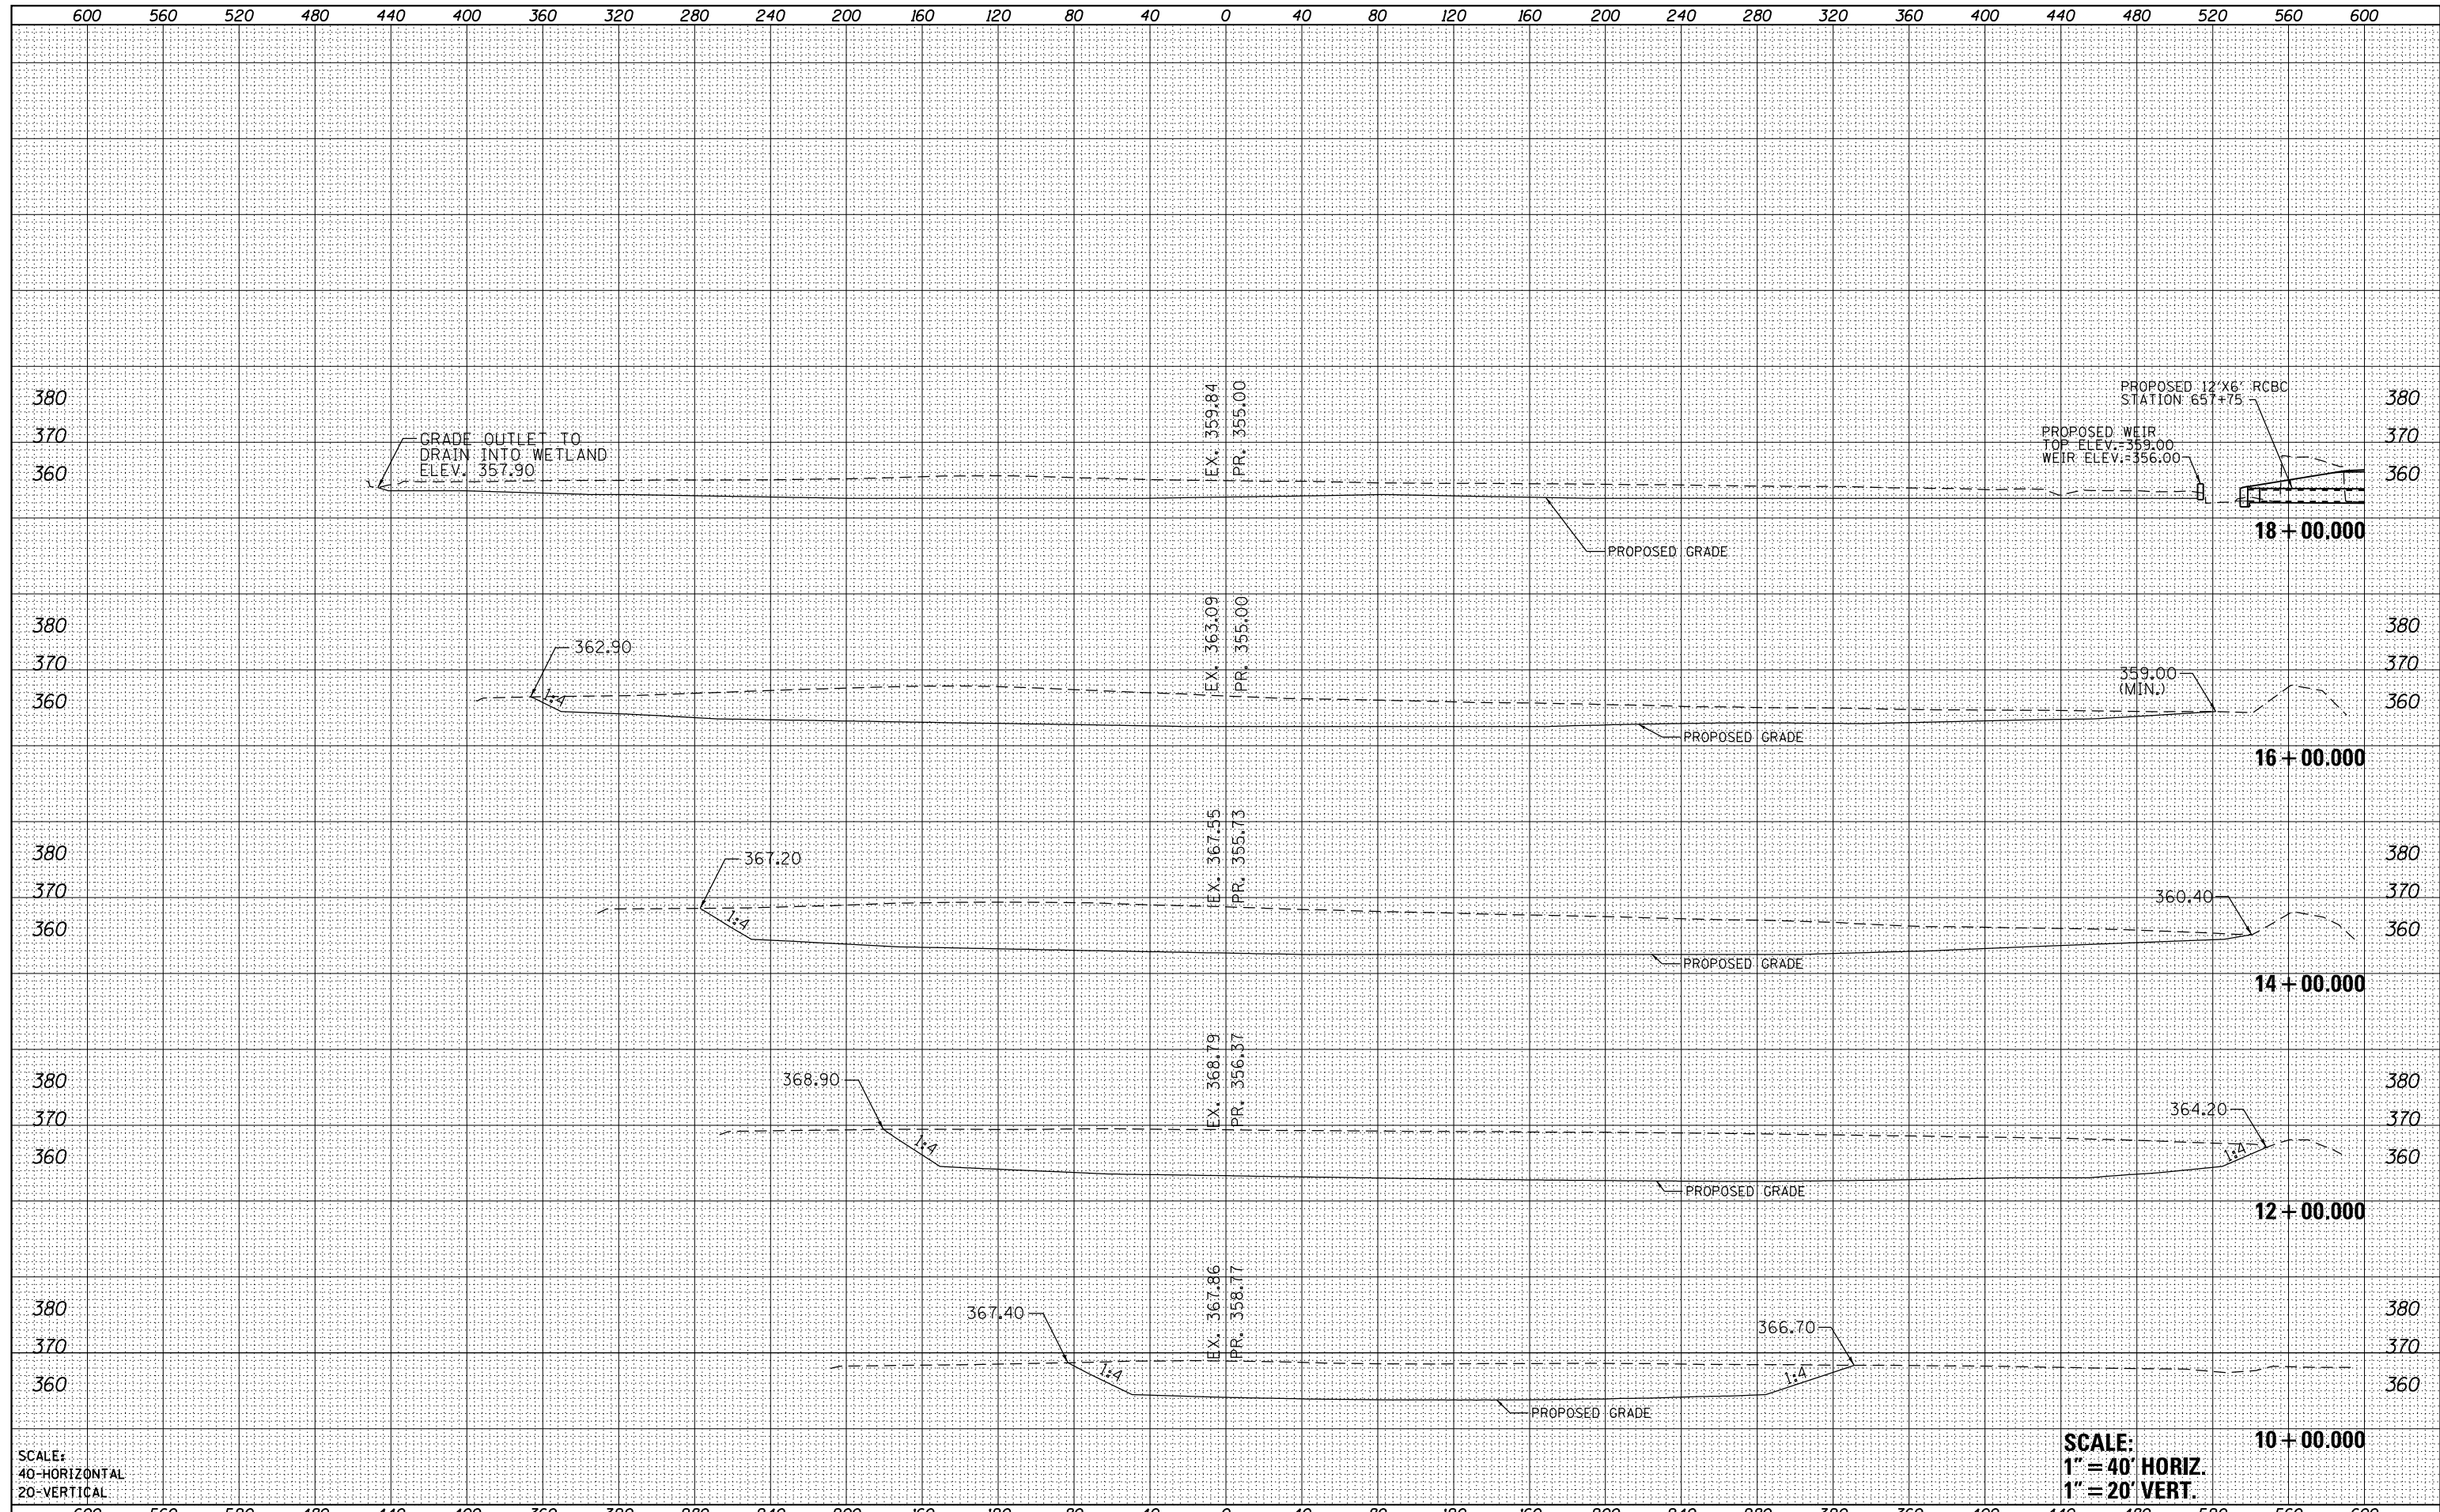 600 560 520 480 440 400 360 320 280 240 200 160 120 80 40 0 40 80 120 160 200 240 280 320 360 400 440 480 520 560 600
380 380
370 370
360 360
GRADE OUTLET TO
DRAIN INTO WETLAND
ELEV. 357.90
EX. 359.84
PR. 355.00
PROPOSED 12'X6' RCBC
STATION 657+75
PROPOSED WEIR
TOP ELEV.=359.00
WEIR ELEV.=356.00
PROPOSED GRADE
18+00.000
380 380
370 370
360 360
362.90
1:4
EX. 363.09
PR. 355.00
359.00
(MIN.)
PROPOSED GRADE
16+00.000
380 380
370 370
360 360
367.20
1:4
EX. 367.55
PR. 355.73
360.40
PROPOSED GRADE
14+00.000
380 380
370 370
360 360
368.90
1:4
EX. 368.79
PR. 356.37
364.20
1:4
PROPOSED GRADE
12+00.000
380 380
370 370
360 360
367.40
1:4
EX. 367.86
PR. 358.77
366.70
1:4
PROPOSED GRADE
10+00.000
SCALE:
40-HORIZONTAL
20-VERTICAL
SCALE:
1" = 40' HORIZ.
1" = 20' VERT.